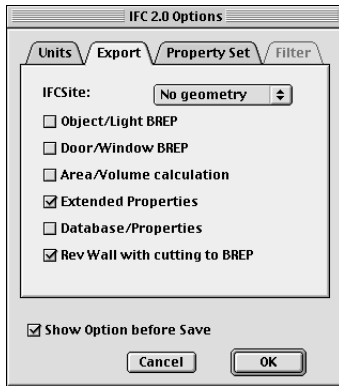 IFC 2.0 Options
Units Export Property Set Filter
IFCSite: No geometry
Object/Light BREP
Door/Window BREP
Area/Volume calculation
Extended Properties
Database/Properties
Rev Wall with cutting to BREP
Show Option before Save
Cancel OK